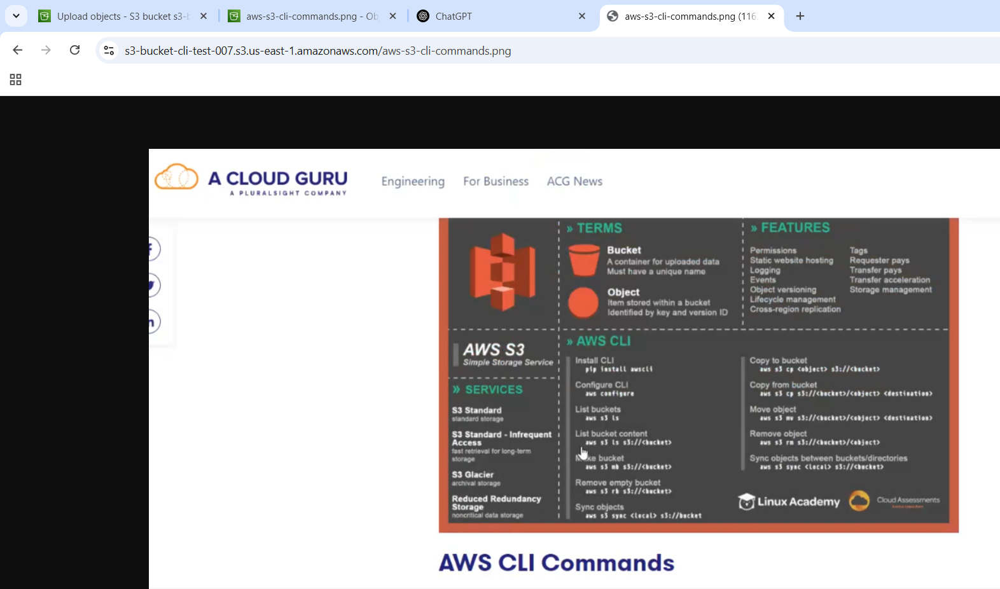 Upload objects - S3 bucket s3-b
aws-s3-cli-commands.png - Ob
ChatGPT
aws-s3-cli-commands.png (116
s3-bucket-cli-test-007.s3.us-east-1.amazonaws.com/aws-s3-cli-commands.png
A CLOUD GURU
A PLURALSIGHT COMPANY
Engineering
For Business
ACG News
f
n
AWS S3
Simple Storage Service
» SERVICES
S3 Standard
standard storage
S3 Standard - Infrequent
Access
fast retrieval for long-term
storage
S3 Glacier
archival storage
Reduced Redundancy
Storage
noncritical data storage
» TERMS
Bucket
A container for uploaded data
Must have a unique name
Object
Item stored within a bucket
Identified by key and version ID
» FEATURES
Permissions
Static website hosting
Logging
Events
Object versioning
Lifecycle management
Cross-region replication
Tags
Requester pays
Transfer pays
Transfer acceleration
Storage management
» AWS CLI
Install CLI
pip install awscli
Configure CLI
aws configure
List buckets
aws s3 ls
List bucket content
aws s3 ls s3://<bucket>
Make bucket
aws s3 mb s3://<bucket>
Remove empty bucket
aws s3 rb s3://<bucket>
Sync objects
aws s3 sync <local> s3://bucket
Copy to bucket
aws s3 cp <object> s3://<bucket>
Copy from bucket
aws s3 cp s3://<bucket>/<object> <destination>
Move object
aws s3 mv s3://<bucket>/<object> <destination>
Remove object
aws s3 rm s3://<bucket>/<object>
Sync objects between buckets/directories
aws s3 sync <local> s3://<bucket>
Linux Academy
Cloud Assessments
AWS CLI Commands